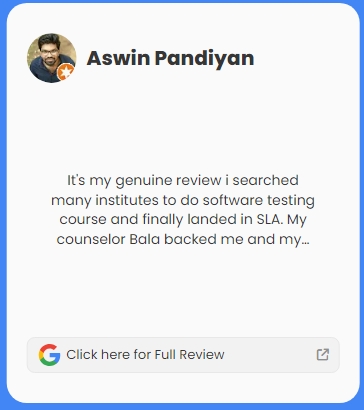 Aswin Pandiyan
It's my genuine review i searched
many institutes to do software testing
course and finally landed in SLA. My
counselor Bala backed me and my...
Click here for Full Review